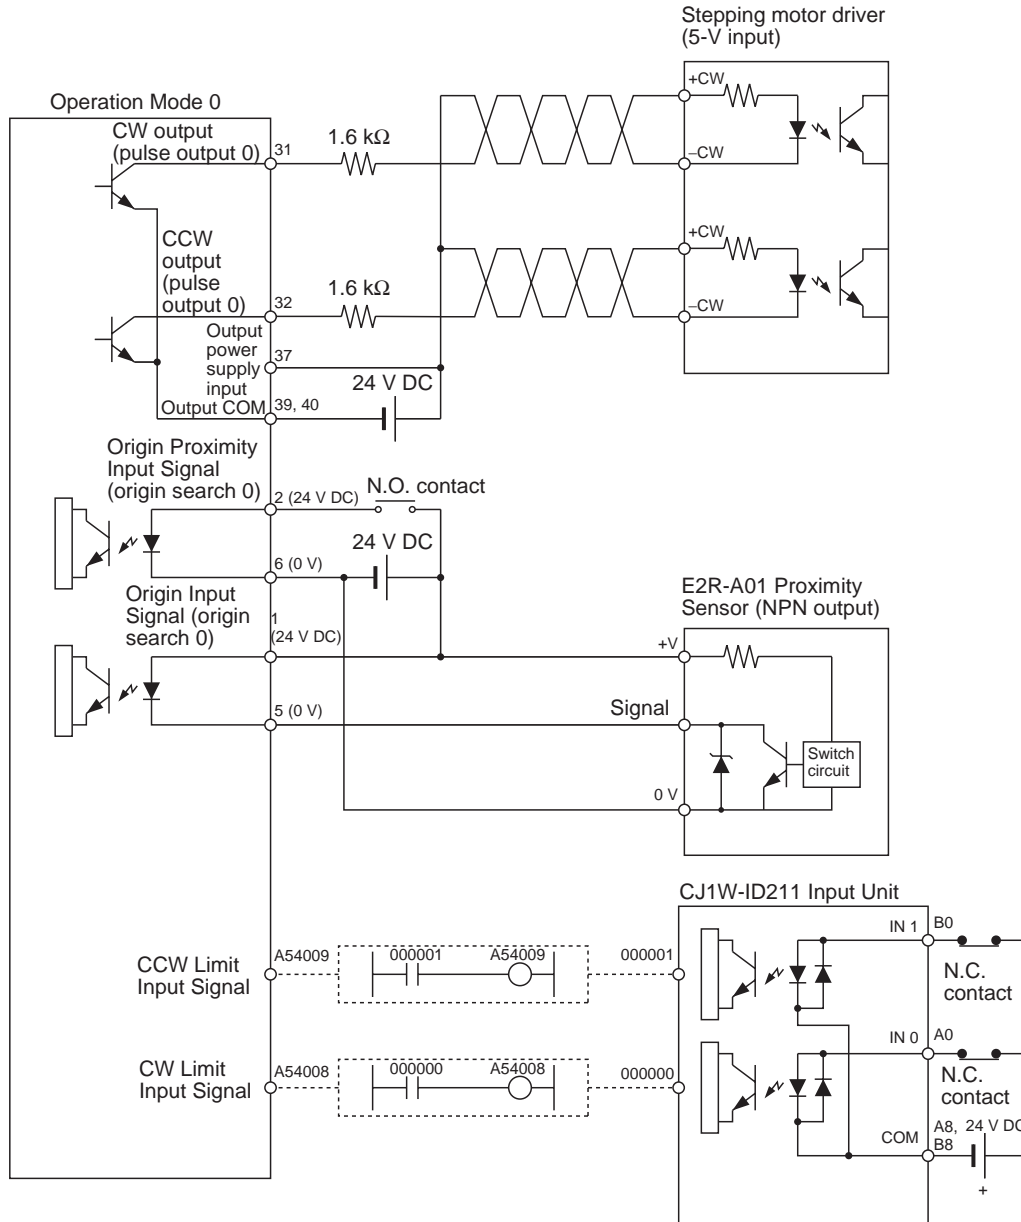 Stepping motor driver
(5-V input)
Operation Mode 0
CW output
(pulse output 0)
31
1.6 kΩ
+CW
–CW
CCW
output
(pulse
output 0)
32
1.6 kΩ
+CW
–CW
Output
power
supply
input
37
24 V DC
Output COM
39, 40
Origin Proximity
Input Signal
(origin search 0)
2 (24 V DC)
N.O. contact
24 V DC
6 (0 V)
Origin Input
Signal (origin
search 0)
1
(24 V DC)
5 (0 V)
E2R-A01 Proximity
Sensor (NPN output)
+V
Signal
Switch
circuit
0 V
CJ1W-ID211 Input Unit
CCW Limit
Input Signal
A54009
000001
A54009
000001
IN 1
B0
N.C.
contact
CW Limit
Input Signal
A54008
000000
A54008
000000
IN 0
A0
N.C.
contact
COM
A8,
B8
24 V DC
+